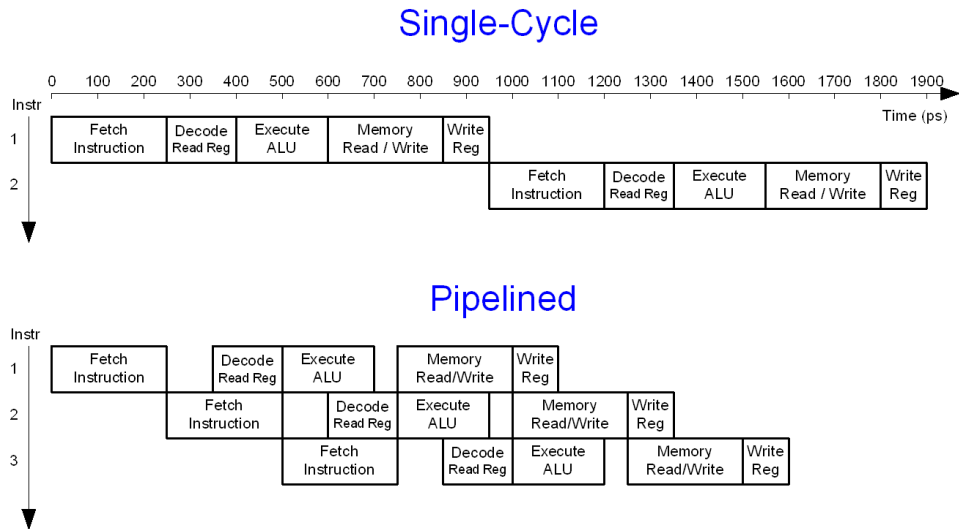 Single-Cycle
0 100 200 300 400 500 600 700 800 900 1000 1100 1200 1300 1400 1500 1600 1700 1800 1900
Instr
Time (ps)
1
Fetch Instruction
Decode Read Reg
Execute ALU
Memory Read / Write
Write Reg
2
Fetch Instruction
Decode Read Reg
Execute ALU
Memory Read / Write
Write Reg
Pipelined
Instr
1
Fetch Instruction
Decode Read Reg
Execute ALU
Memory Read/Write
Write Reg
2
Fetch Instruction
Decode Read Reg
Execute ALU
Memory Read/Write
Write Reg
3
Fetch Instruction
Decode Read Reg
Execute ALU
Memory Read/Write
Write Reg